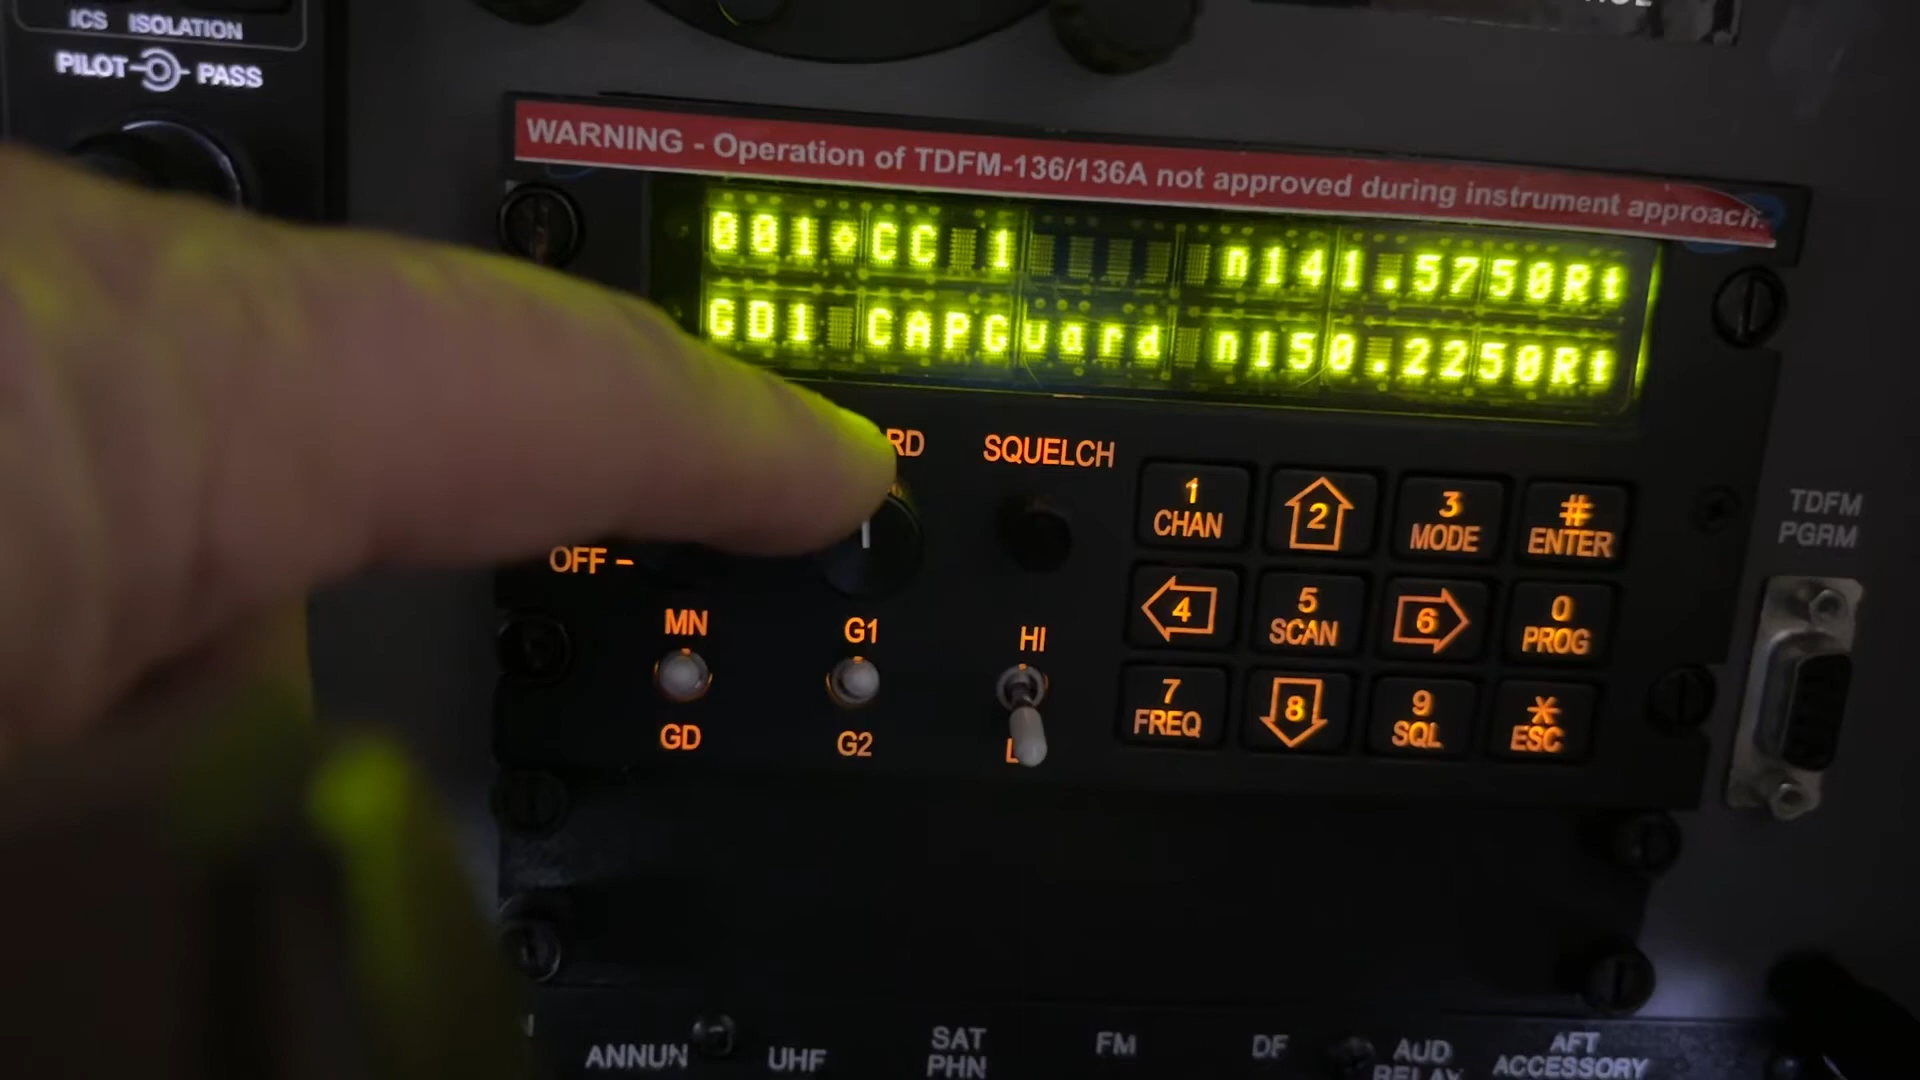 ICS ISOLATION
PILOT PASS
WARNING - Operation of TDFM-136/136A not approved during instrument approach.
001 CC 1 n141.5750Rt
GD1 CAPGuard n150.2250Rt
RD
SQUELCH
OFF -
MN
GD
G1
G2
HI
1 CHAN
2
3 MODE
# ENTER
4
5 SCAN
6
0 PROG
7 FREQ
8
9 SQL
* ESC
TDFM
PGRM
ANNUN
UHF
SAT
PHN
FM
DF
AUD
RELAY
AFT
ACCESSORY